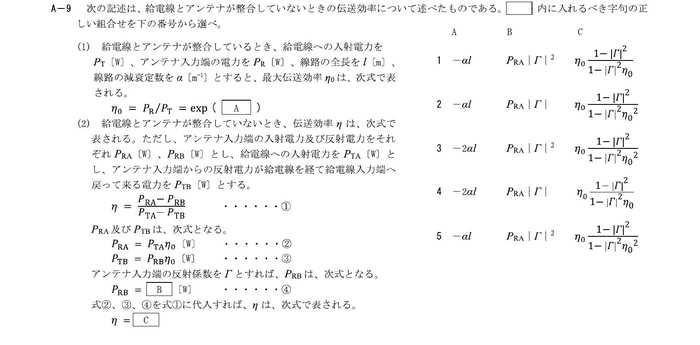 A－9　次の記述は、給電線とアンテナが整合していないときの伝送効率について述べたものである。□内に入れるべき字句の正
しい組合せを下の番号から選べ。
(1)　給電線とアンテナが整合しているとき、給電線への入射電力を
P_T〔W〕、アンテナ入力端の電力を P_R〔W〕、線路の全長を l〔m〕、
線路の減衰定数を α〔m⁻¹〕とすると、最大伝送効率 η₀ は、次式で表
される。
η₀ = P_R/P_T = exp（ A ）
(2)　給電線とアンテナが整合していないとき、伝送効率 η は、次式で
表される。ただし、アンテナ入力端の入射電力及び反射電力をそれ
ぞれ P_RA〔W〕、P_RB〔W〕とし、給電線への入射電力を P_TA〔W〕と
し、アンテナ入力端からの反射電力が給電線を経て給電線入力端へ
戻って来る電力を P_TB〔W〕とする。
η = (P_RA－P_RB)/(P_TA－P_TB) ・・・・・・①
P_RA 及び P_TB は、次式となる。
P_RA = P_TAη₀〔W〕 ・・・・・・②
P_TB = P_RBη₀〔W〕 ・・・・・・③
アンテナ入力端の反射係数を Γ とすれば、P_RB は、次式となる。
P_RB = B〔W〕 ・・・・・・④
式②、③、④を式①に代入すれば、η は、次式で表される。
η = C
A B C
1 －αl P_RA|Γ|² η₀ (1－|Γ|²)/(1－|Γ|²η₀)
2 －αl P_RA|Γ| η₀ (1－|Γ|²)/(1－|Γ|²η₀²)
3 －2αl P_RA|Γ|² η₀ (1－|Γ|²)/(1－|Γ|²η₀²)
4 －2αl P_RA|Γ| η₀ (1－|Γ|)/(1－|Γ|²η₀²)
5 －αl P_RA|Γ|² η₀ (1－|Γ|²)/(1－|Γ|²η₀²)